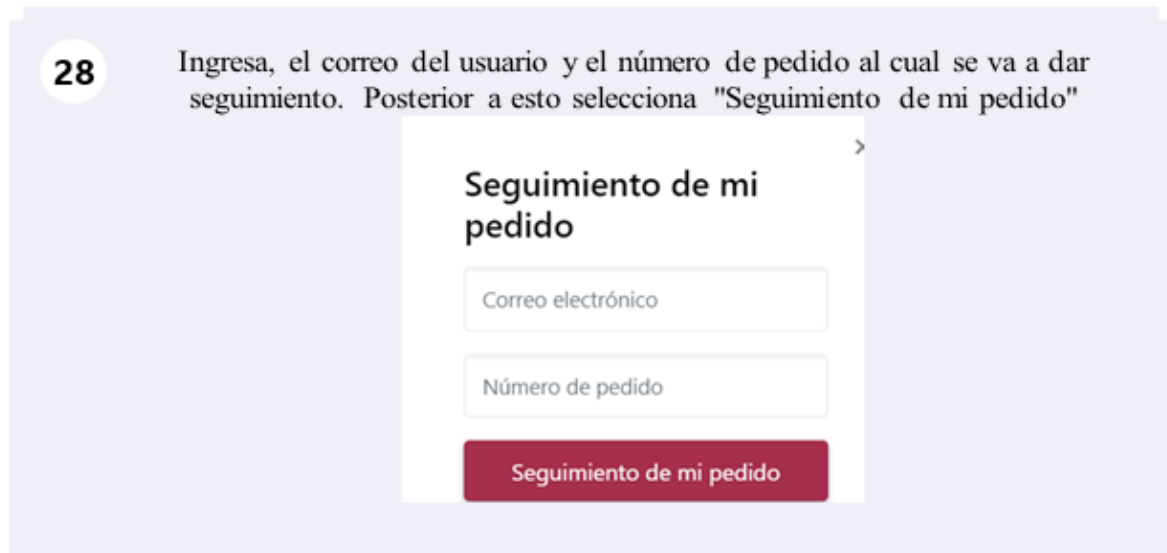 28
Ingresa, el correo del usuario y el número de pedido al cual se va a dar
seguimiento. Posterior a esto selecciona "Seguimiento de mi pedido"
Seguimiento de mi
pedido
Correo electrónico
Número de pedido
Seguimiento de mi pedido